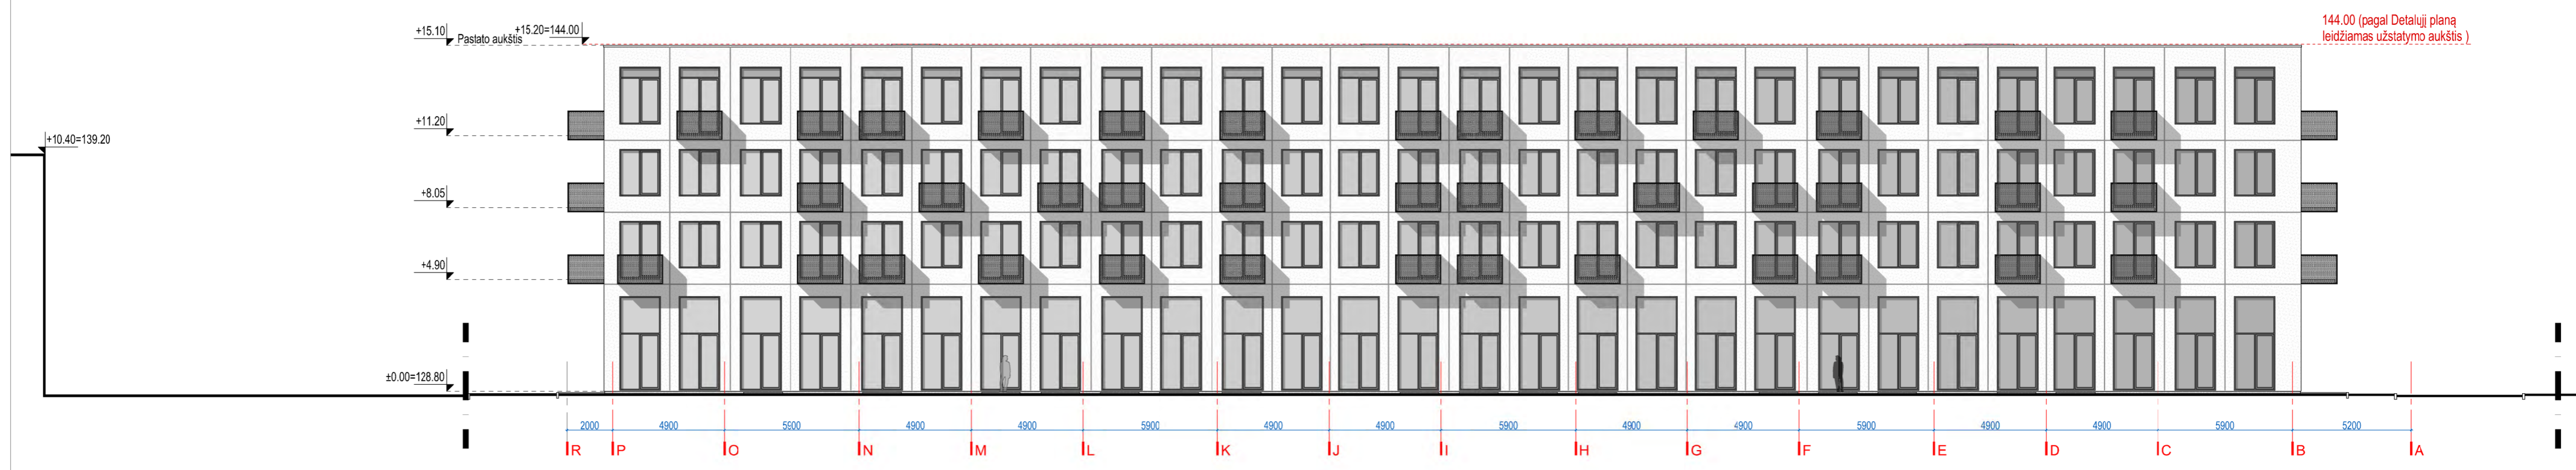 +15.10
Pastato aukštis
+15.20=144.00
144.00 (pagal Detalųjį planą
leidžiamas užstatymo aukštis )
+11.20
+10.40=139.20
+8.05
+4.90
±0.00=128.80
2000 4900 5900 4900 4900 5900 4900 4900 5900 4900 4900 5900 4900 4900 5900 5200
R P O N M L K J I H G F E D C B A